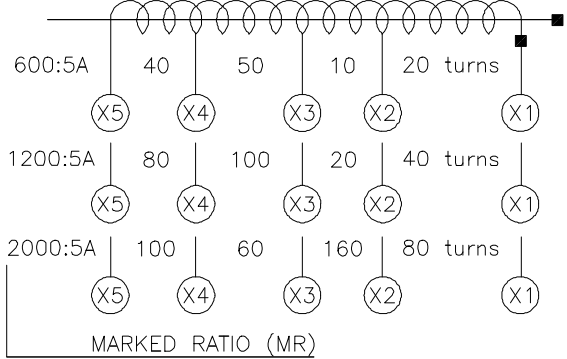 600:5A 40 50 10 20 turns
X5 X4 X3 X2 X1
1200:5A 80 100 20 40 turns
X5 X4 X3 X2 X1
2000:5A 100 60 160 80 turns
X5 X4 X3 X2 X1
MARKED RATIO (MR)